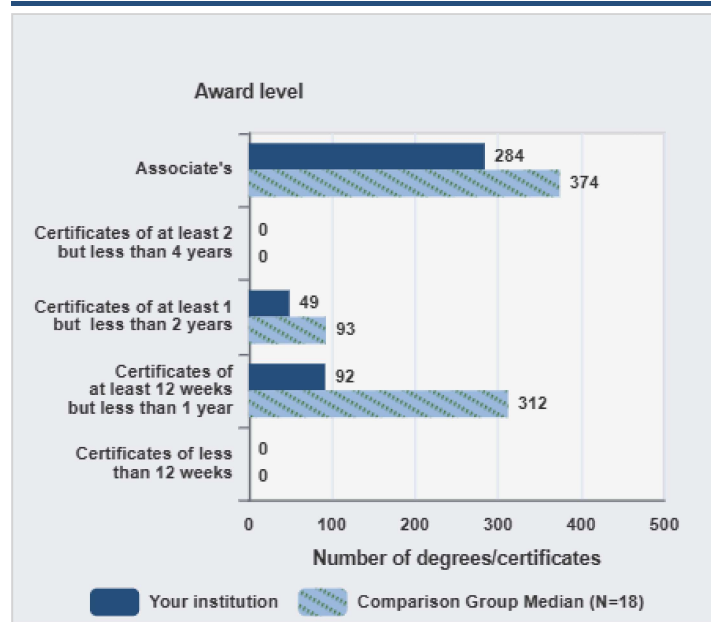 Award level
Associate's
284
374
Certificates of at least 2
but less than 4 years
0
0
Certificates of at least 1
but less than 2 years
49
93
Certificates of
at least 12 weeks
but less than 1 year
92
312
Certificates of less
than 12 weeks
0
0
0 100 200 300 400 500
Number of degrees/certificates
Your institution Comparison Group Median (N=18)